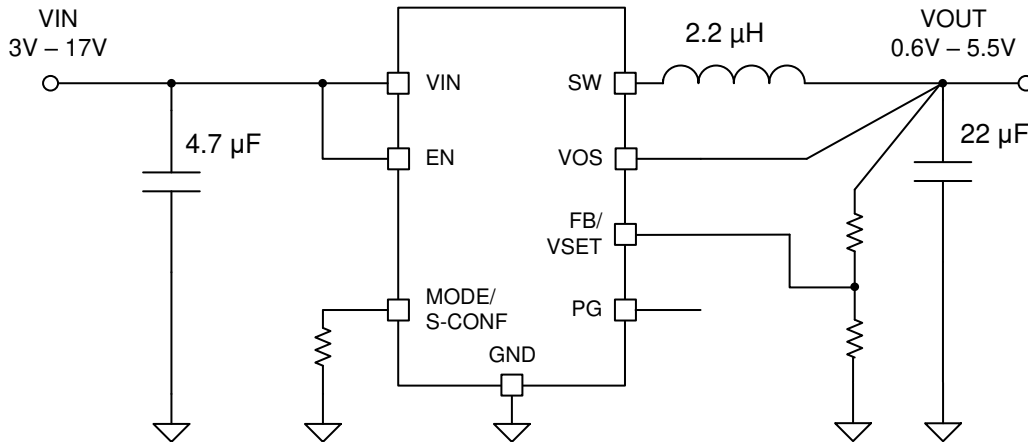 VIN
3V – 17V
VOUT
0.6V – 5.5V
2.2 µH
VIN
SW
4.7 µF
22 µF
EN
VOS
FB/
VSET
MODE/
S-CONF
PG
GND